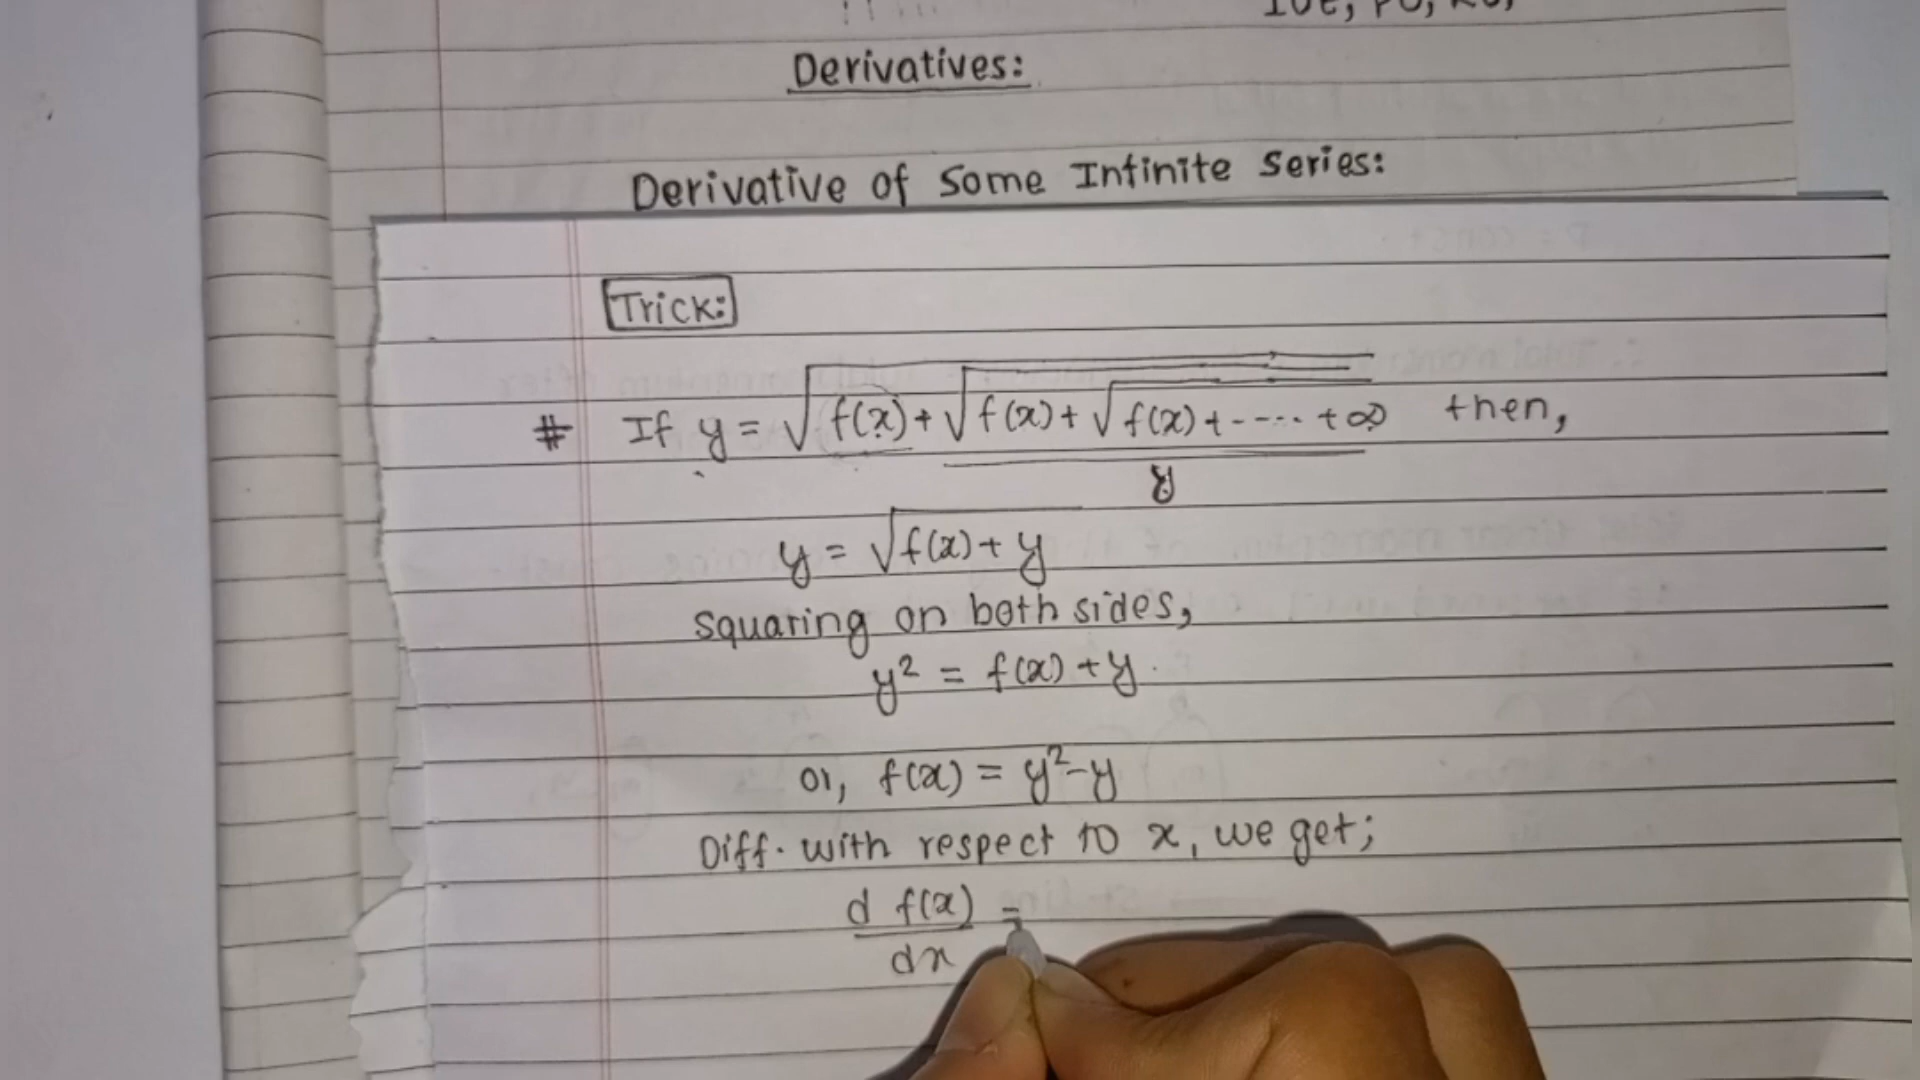 Derivatives:
Derivative of Some Infinite Series:
Trick:
# If y = √f(x) + √f(x) + √f(x) + ----- + ∞ then,
y
y = √f(x) + y
squaring on both sides,
y² = f(x) + y.
or, f(x) = y² - y
Diff. with respect to x, we get;
d f(x) =
dx